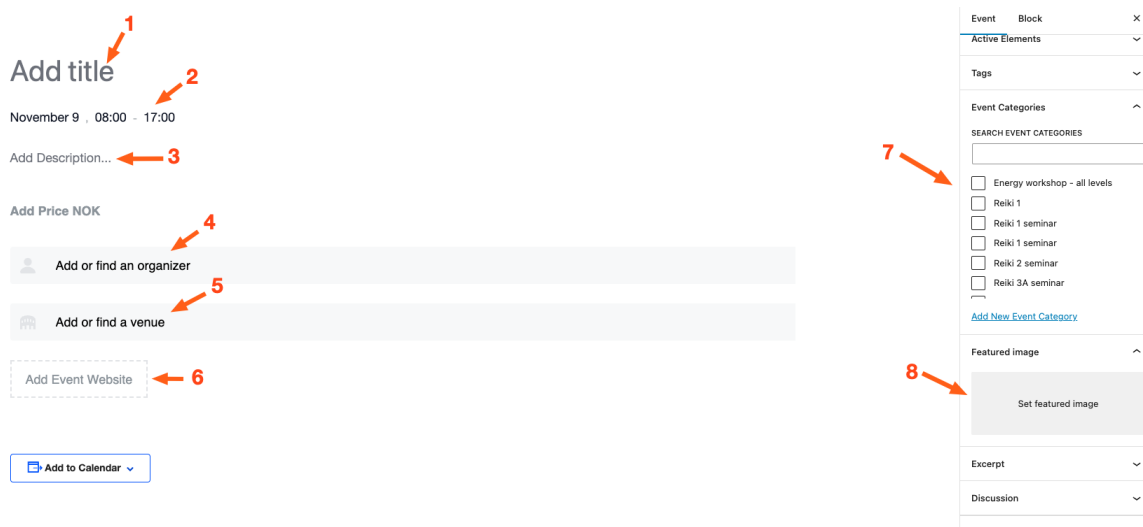 1
Add title
2
November 9 , 08:00 - 17:00
Add Description...
3
Add Price NOK
4
Add or find an organizer
5
Add or find a venue
Add Event Website
6
Add to Calendar
Event Block ×
Active Elements
Tags
Event Categories
SEARCH EVENT CATEGORIES
7
Energy workshop - all levels
Reiki 1
Reiki 1 seminar
Reiki 1 seminar
Reiki 2 seminar
Reiki 3A seminar
Add New Event Category
Featured image
8
Set featured image
Excerpt
Discussion